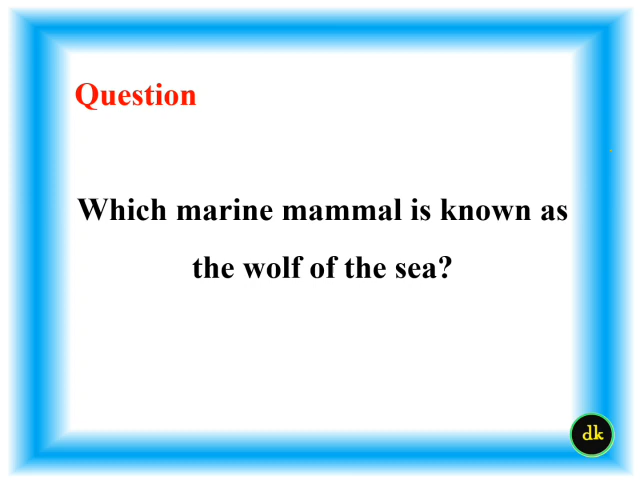 Question
Which marine mammal is known as
the wolf of the sea?
dk